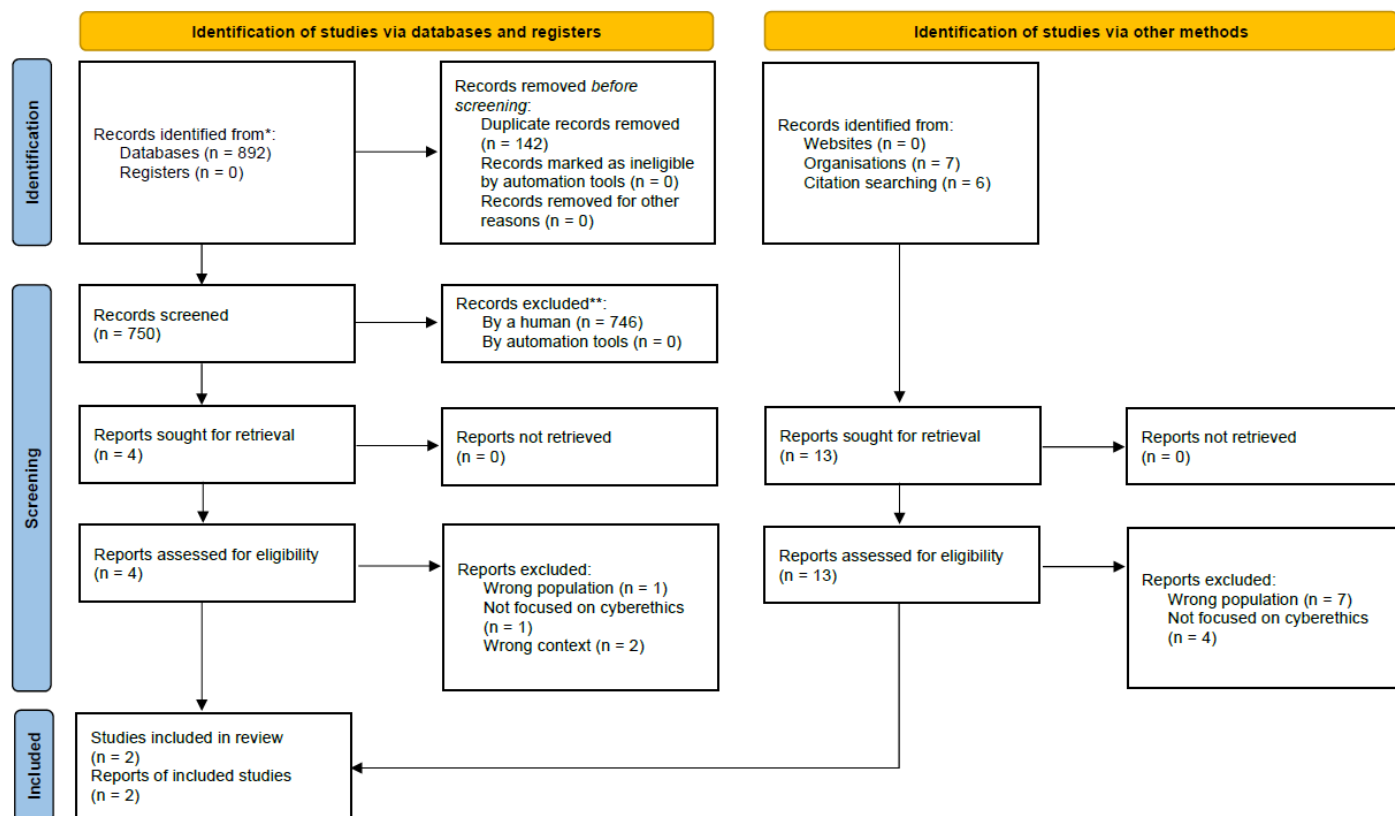 Identification of studies via databases and registers
Identification of studies via other methods
Identification
Records identified from*:
Databases (n = 892)
Registers (n = 0)
Records removed before
screening:
Duplicate records removed
(n = 142)
Records marked as ineligible
by automation tools (n = 0)
Records removed for other
reasons (n = 0)
Records identified from:
Websites (n = 0)
Organisations (n = 7)
Citation searching (n = 6)
Screening
Records screened
(n = 750)
Records excluded**:
By a human (n = 746)
By automation tools (n = 0)
Reports sought for retrieval
(n = 4)
Reports not retrieved
(n = 0)
Reports sought for retrieval
(n = 13)
Reports not retrieved
(n = 0)
Reports assessed for eligibility
(n = 4)
Reports excluded:
Wrong population (n = 1)
Not focused on cyberethics
(n = 1)
Wrong context (n = 2)
Reports assessed for eligibility
(n = 13)
Reports excluded:
Wrong population (n = 7)
Not focused on cyberethics
(n = 4)
Included
Studies included in review
(n = 2)
Reports of included studies
(n = 2)